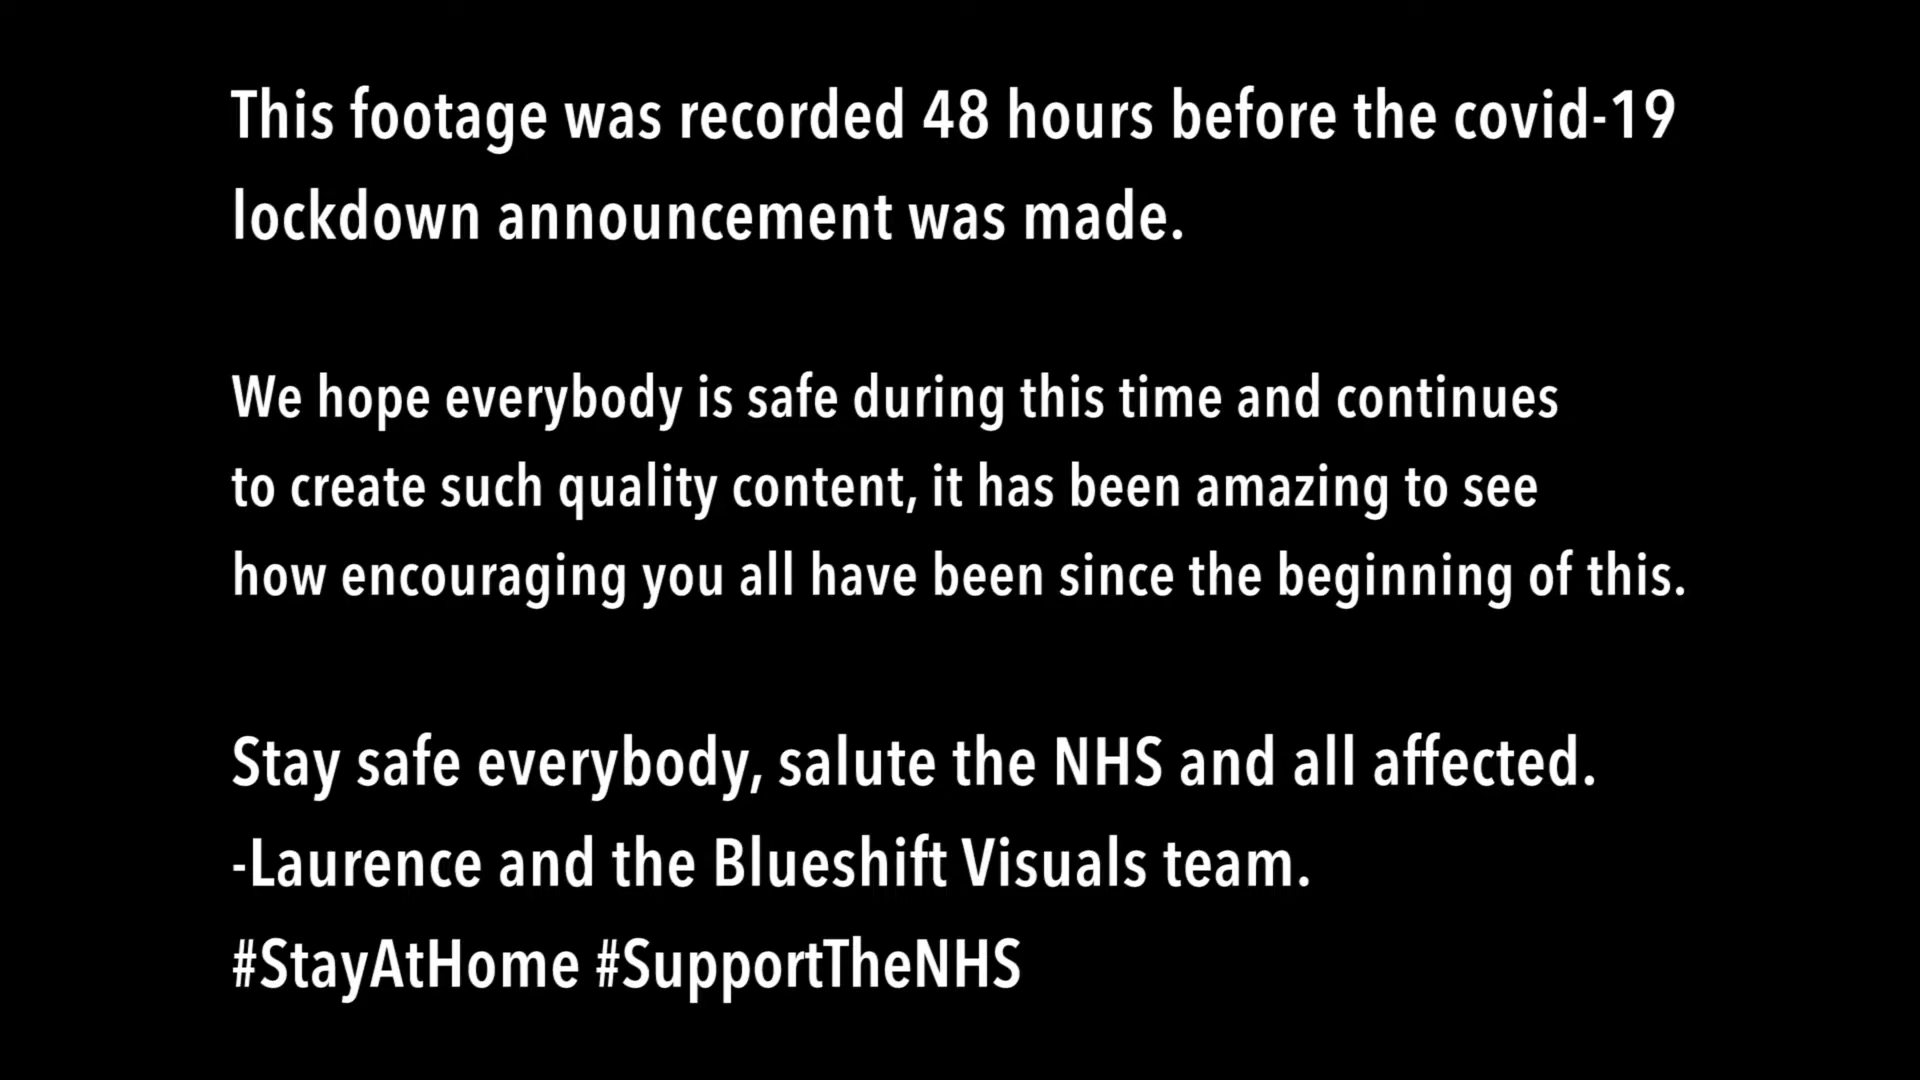 This footage was recorded 48 hours before the covid-19
lockdown announcement was made.
We hope everybody is safe during this time and continues
to create such quality content, it has been amazing to see
how encouraging you all have been since the beginning of this.
Stay safe everybody, salute the NHS and all affected.
-Laurence and the Blueshift Visuals team.
#StayAtHome #SupportTheNHS